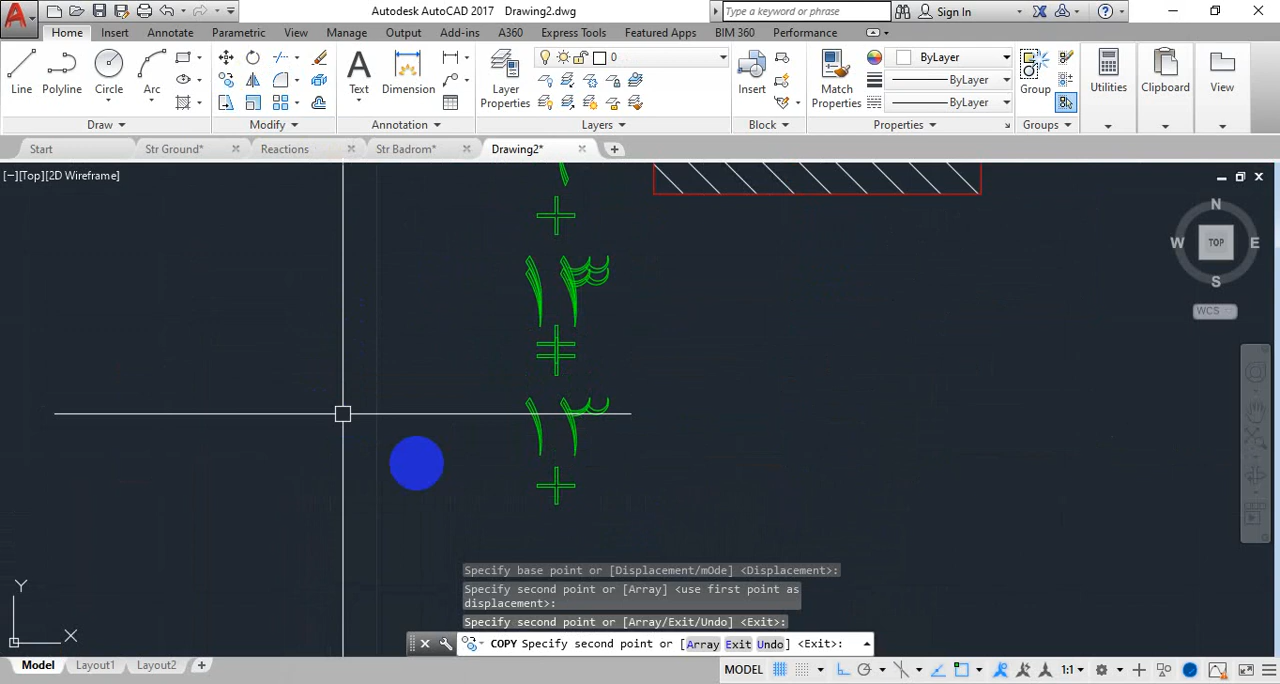 Autodesk AutoCAD 2017 Drawing2.dwg
Type a keyword or phrase
Sign In
Home Insert Annotate Parametric View Manage Output Add-ins A360 Express Tools Featured Apps BIM 360 Performance
Line Polyline Circle Arc
Text Dimension
Layer Properties
0
Insert
Match Properties
ByLayer
ByLayer
ByLayer
Group
Utilities
Clipboard
View
Draw Modify Annotation Layers Block Properties Groups
Start Str Ground* Reactions Str Badrom* Drawing2*
[−][Top][2D Wireframe]
N
W TOP E
S
WCS
+
١٣
+
١٣
+
Specify base point or [Displacement/mOde] <Displacement>:
Specify second point or [Array] <use first point as
displacement>:
Specify second point or [Array/Exit/Undo] <Exit>:
COPY Specify second point or [Array Exit Undo] <Exit>:
Y
X
Model Layout1 Layout2 +
MODEL 1:1